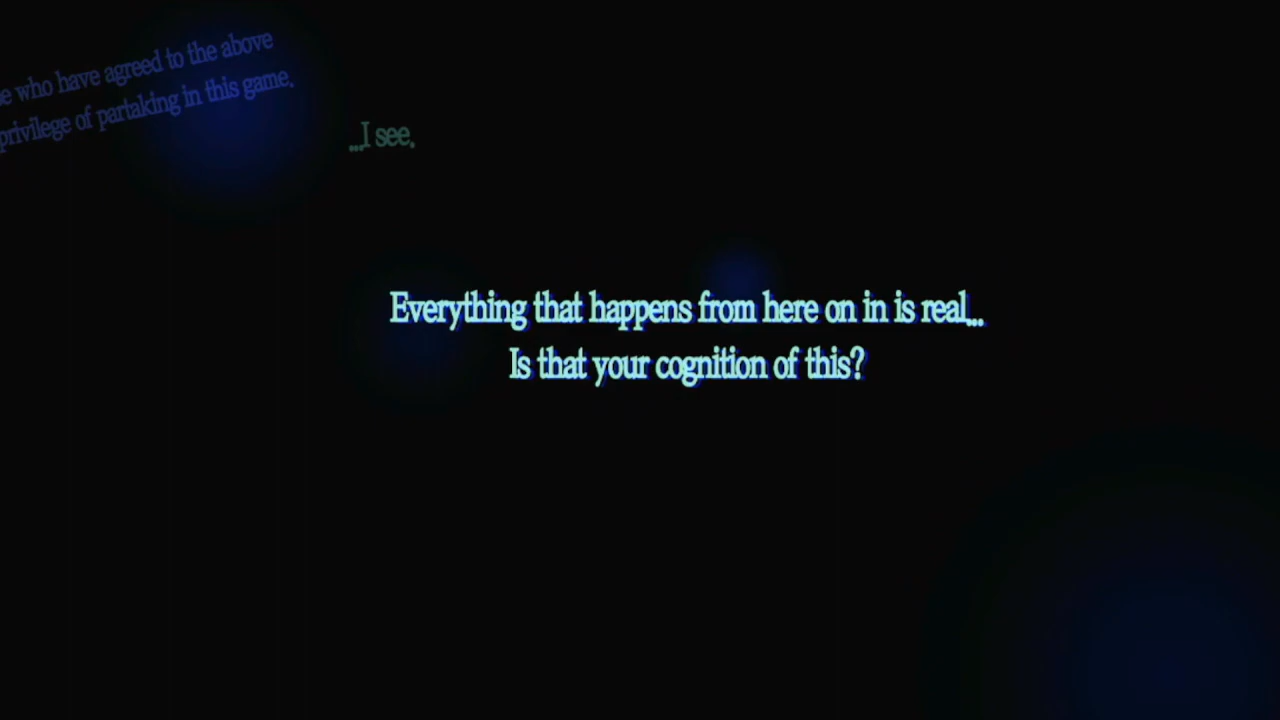 who have agreed to the above
privilege of partaking in this game.
...I see.
Everything that happens from here on in is real...
Is that your cognition of this?